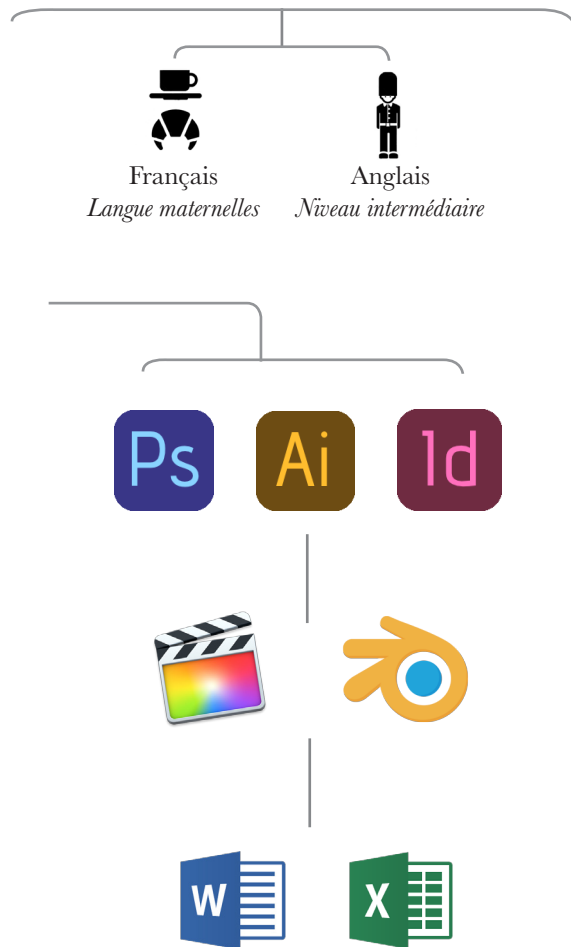 Français Anglais
Langue maternelles Niveau intermédiaire
Ps Ai Id
W X